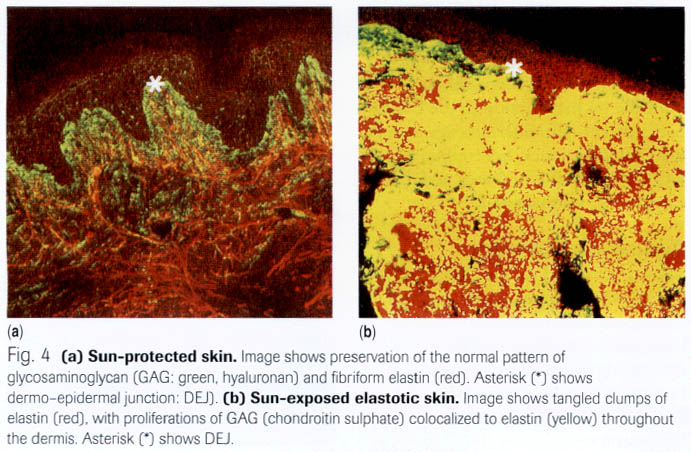 *
*
(a)
(b)
Fig. 4 (a) Sun-protected skin. Image shows preservation of the normal pattern of
glycosaminoglycan (GAG: green, hyaluronan) and fibriform elastin (red). Asterisk (*) shows
dermo–epidermal junction: DEJ). (b) Sun-exposed elastotic skin. Image shows tangled clumps of
elastin (red), with proliferations of GAG (chondroitin sulphate) colocalized to elastin (yellow) throughout
the dermis. Asterisk (*) shows DEJ.